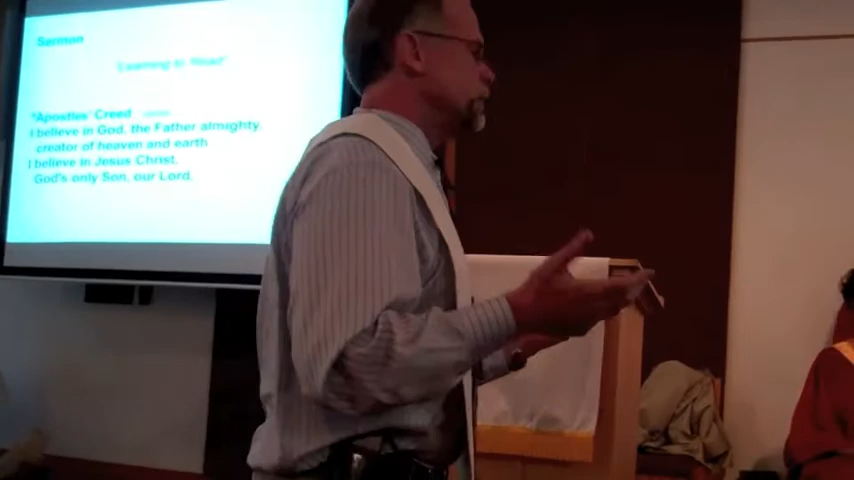 Sermon
"Learning to Read"
*Apostles' Creed
I believe in God, the Father almighty,
creator of heaven and earth
I believe in Jesus Christ,
God's only Son, our Lord.